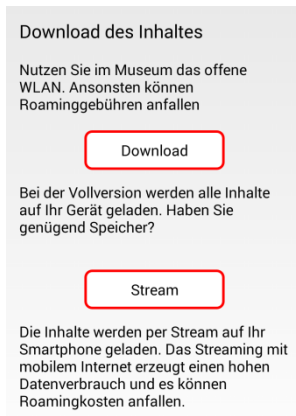 Download des Inhaltes
Nutzen Sie im Museum das offene
WLAN. Ansonsten können
Roaminggebühren anfallen
Download
Bei der Vollversion werden alle Inhalte
auf Ihr Gerät geladen. Haben Sie
genügend Speicher?
Stream
Die Inhalte werden per Stream auf Ihr
Smartphone geladen. Das Streaming mit
mobilem Internet erzeugt einen hohen
Datenverbrauch und es können
Roamingkosten anfallen.